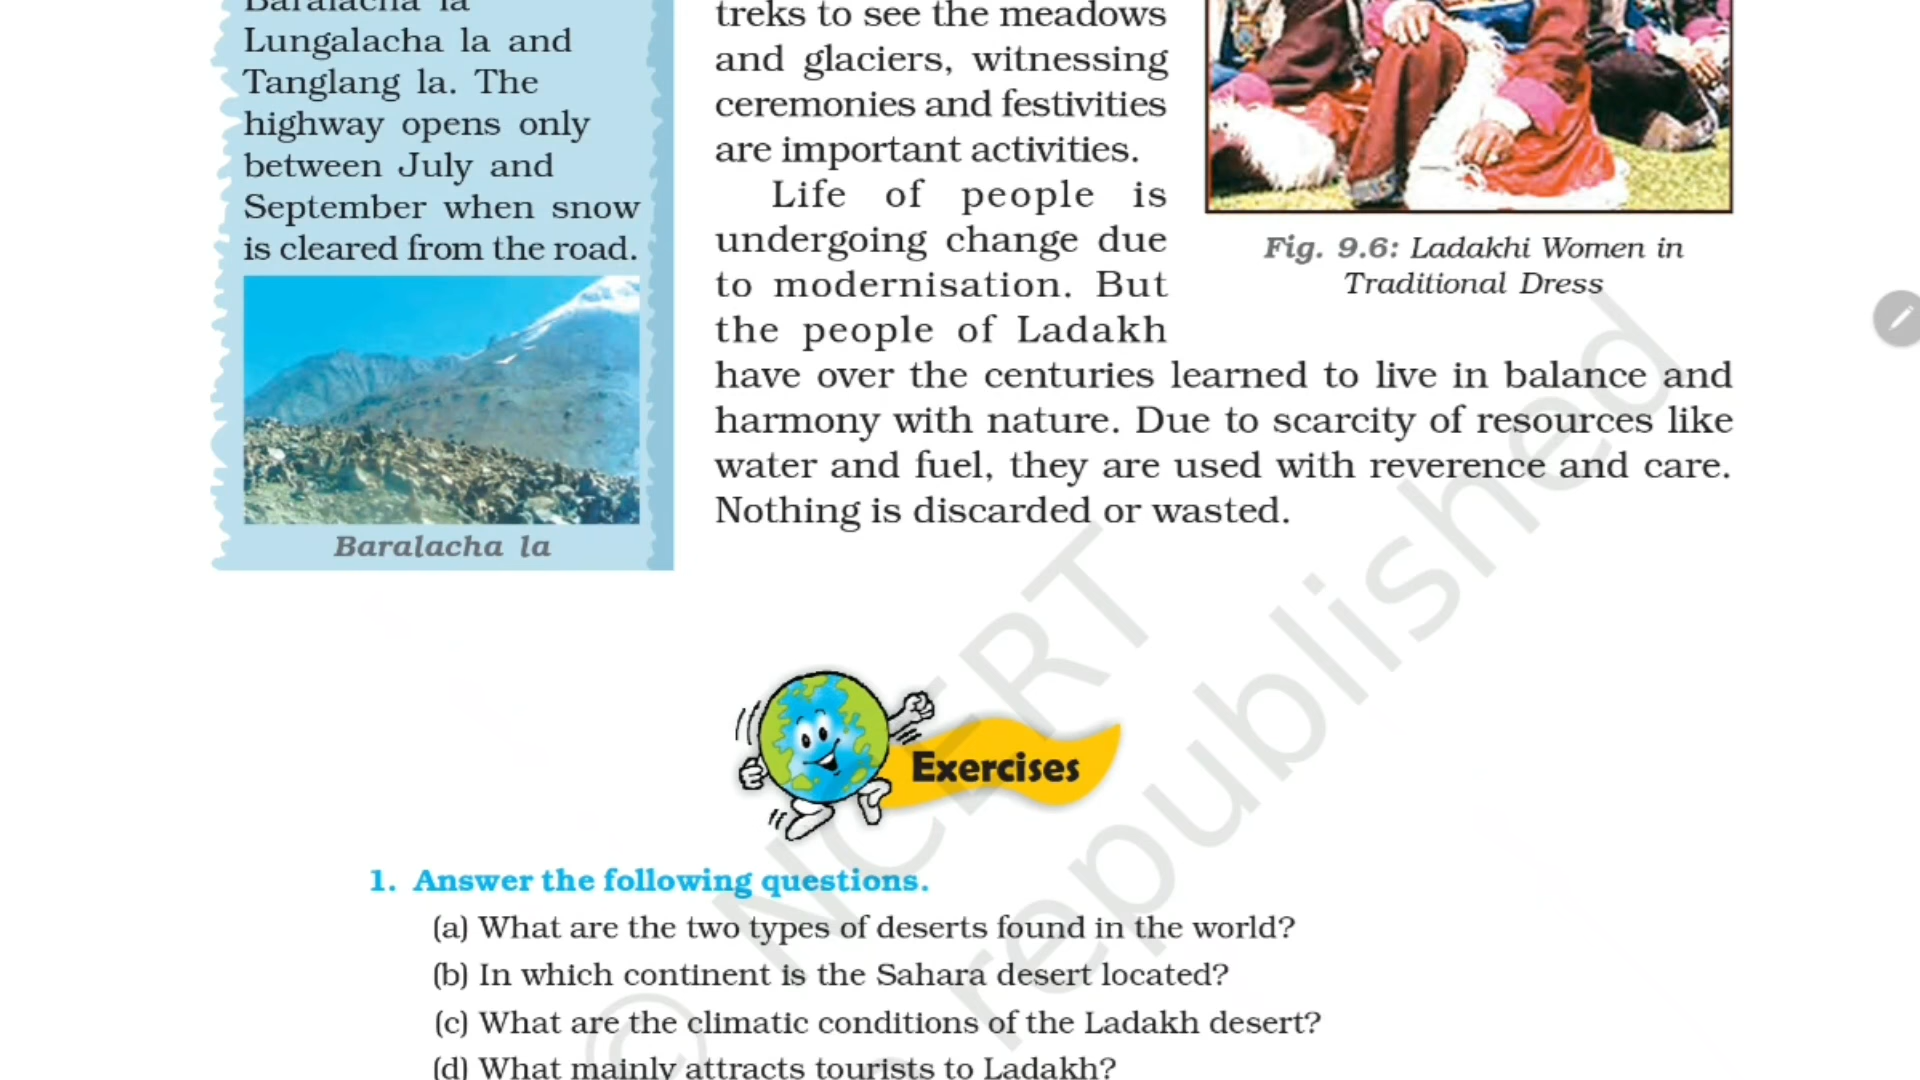 Baralacha la
Lungalacha la and
Tanglang la. The
highway opens only
between July and
September when snow
is cleared from the road.
Baralacha la
treks to see the meadows
and glaciers, witnessing
ceremonies and festivities
are important activities.
Life of people is
undergoing change due
to modernisation. But
the people of Ladakh
have over the centuries learned to live in balance and
harmony with nature. Due to scarcity of resources like
water and fuel, they are used with reverence and care.
Nothing is discarded or wasted.
Fig. 9.6: Ladakhi Women in
Traditional Dress
Exercises
1. Answer the following questions.
(a) What are the two types of deserts found in the world?
(b) In which continent is the Sahara desert located?
(c) What are the climatic conditions of the Ladakh desert?
(d) What mainly attracts tourists to Ladakh?
© NCERT
republished